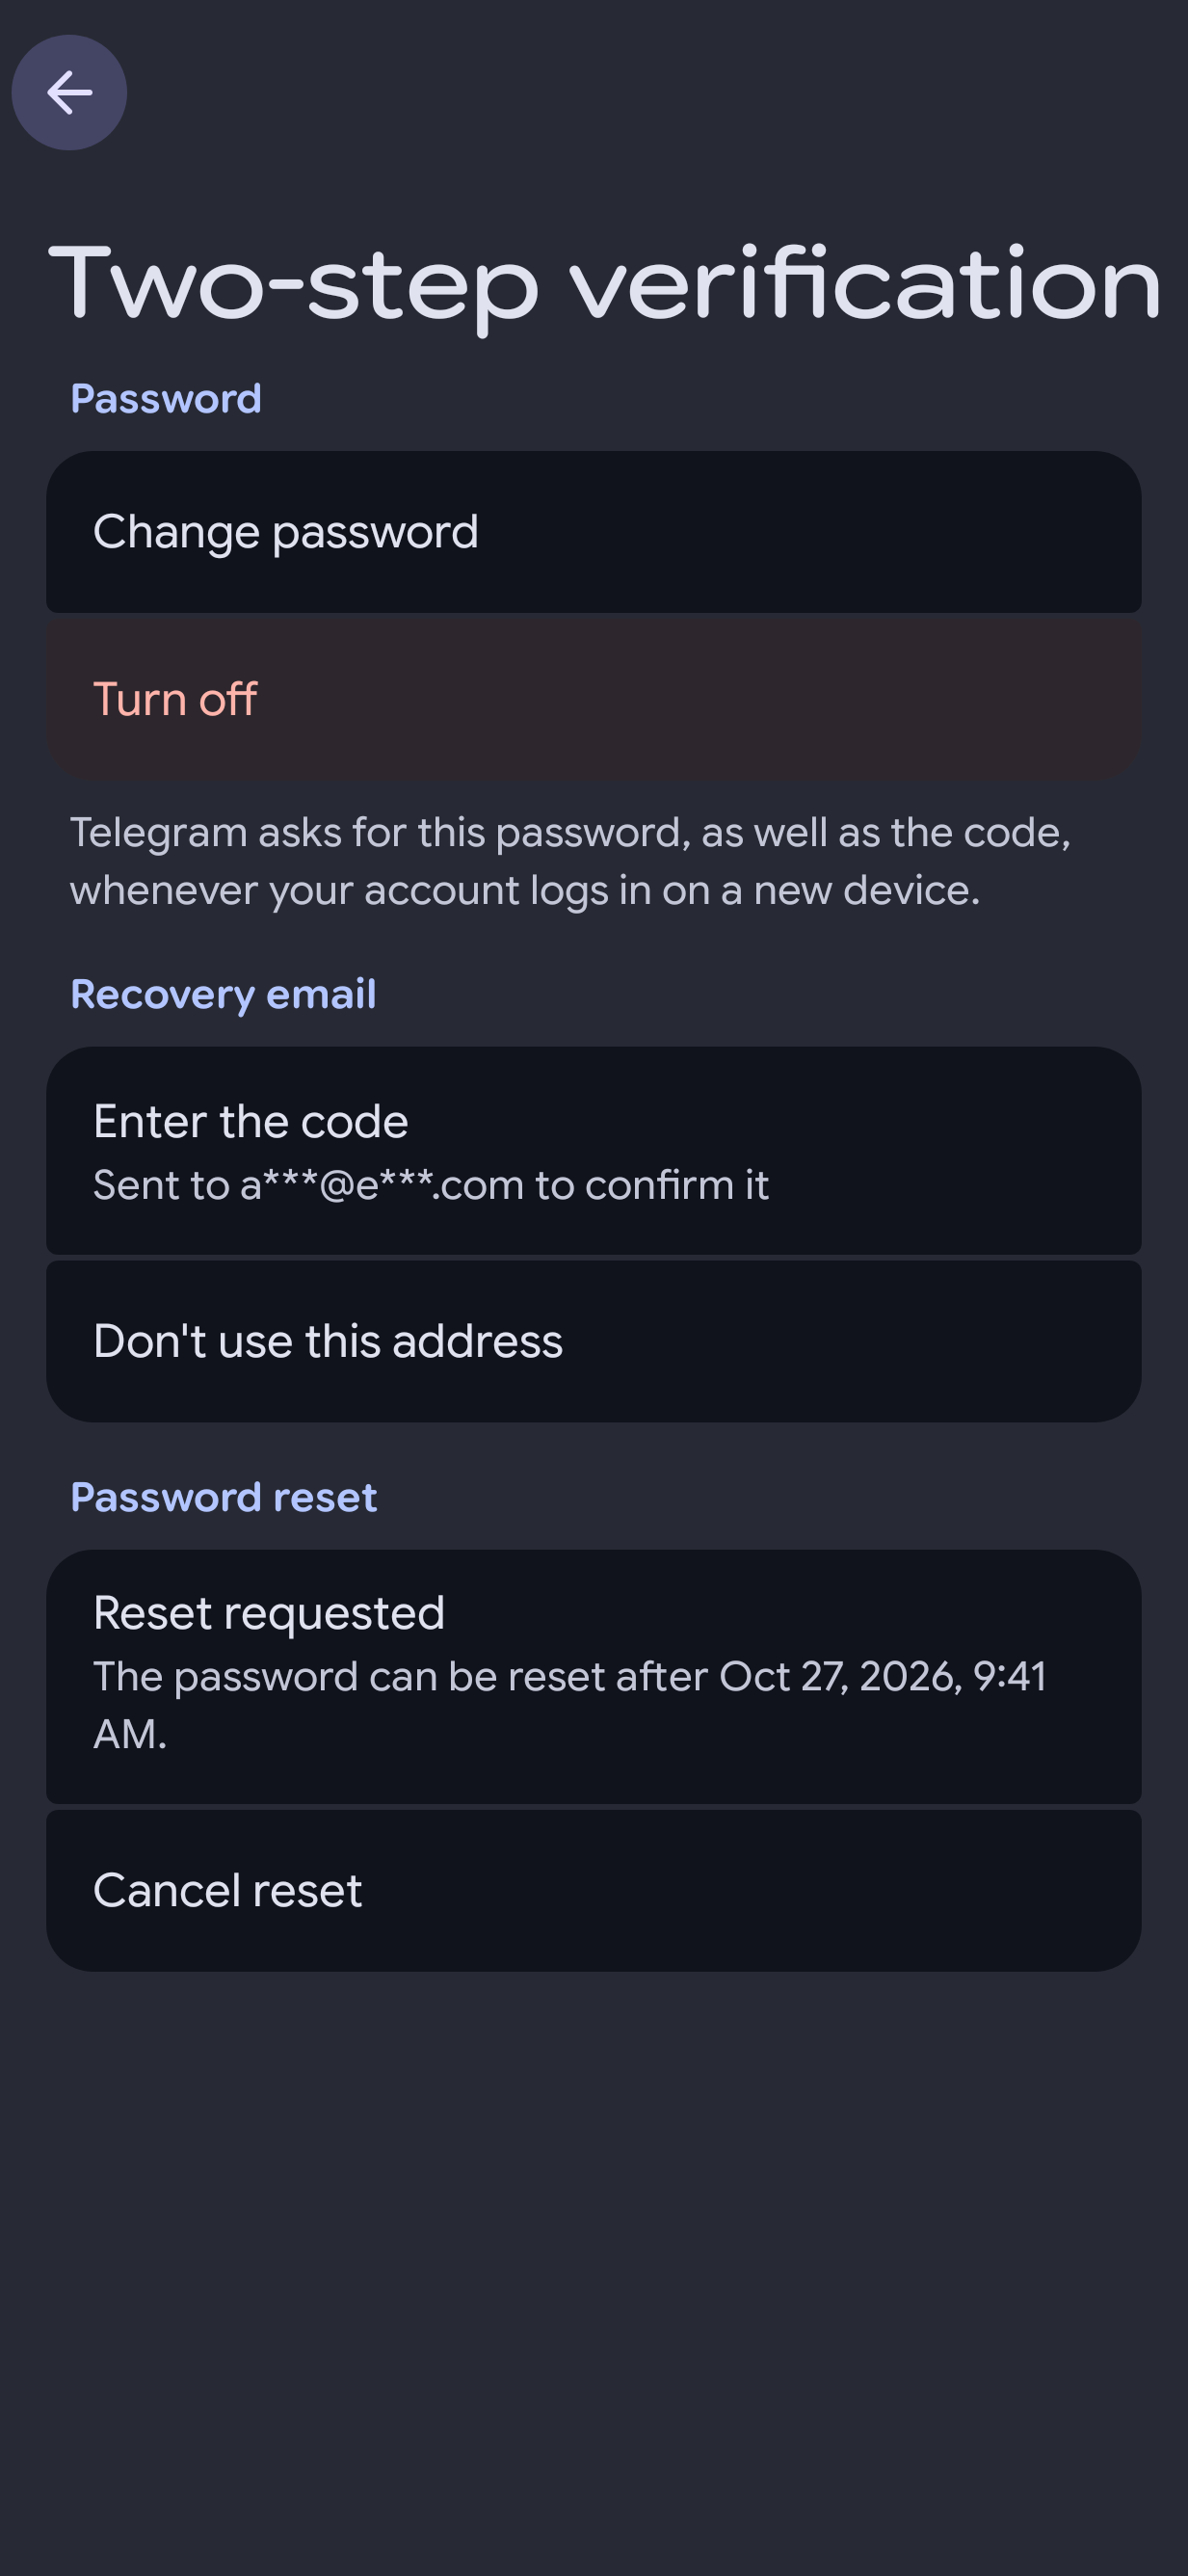 Two-step verification
Password
Change password
Turn off
Telegram asks for this password, as well as the code,
whenever your account logs in on a new device.
Recovery email
Enter the code
Sent to a***@e***.com to confirm it
Don't use this address
Password reset
Reset requested
The password can be reset after Oct 27, 2026, 9:41
AM.
Cancel reset